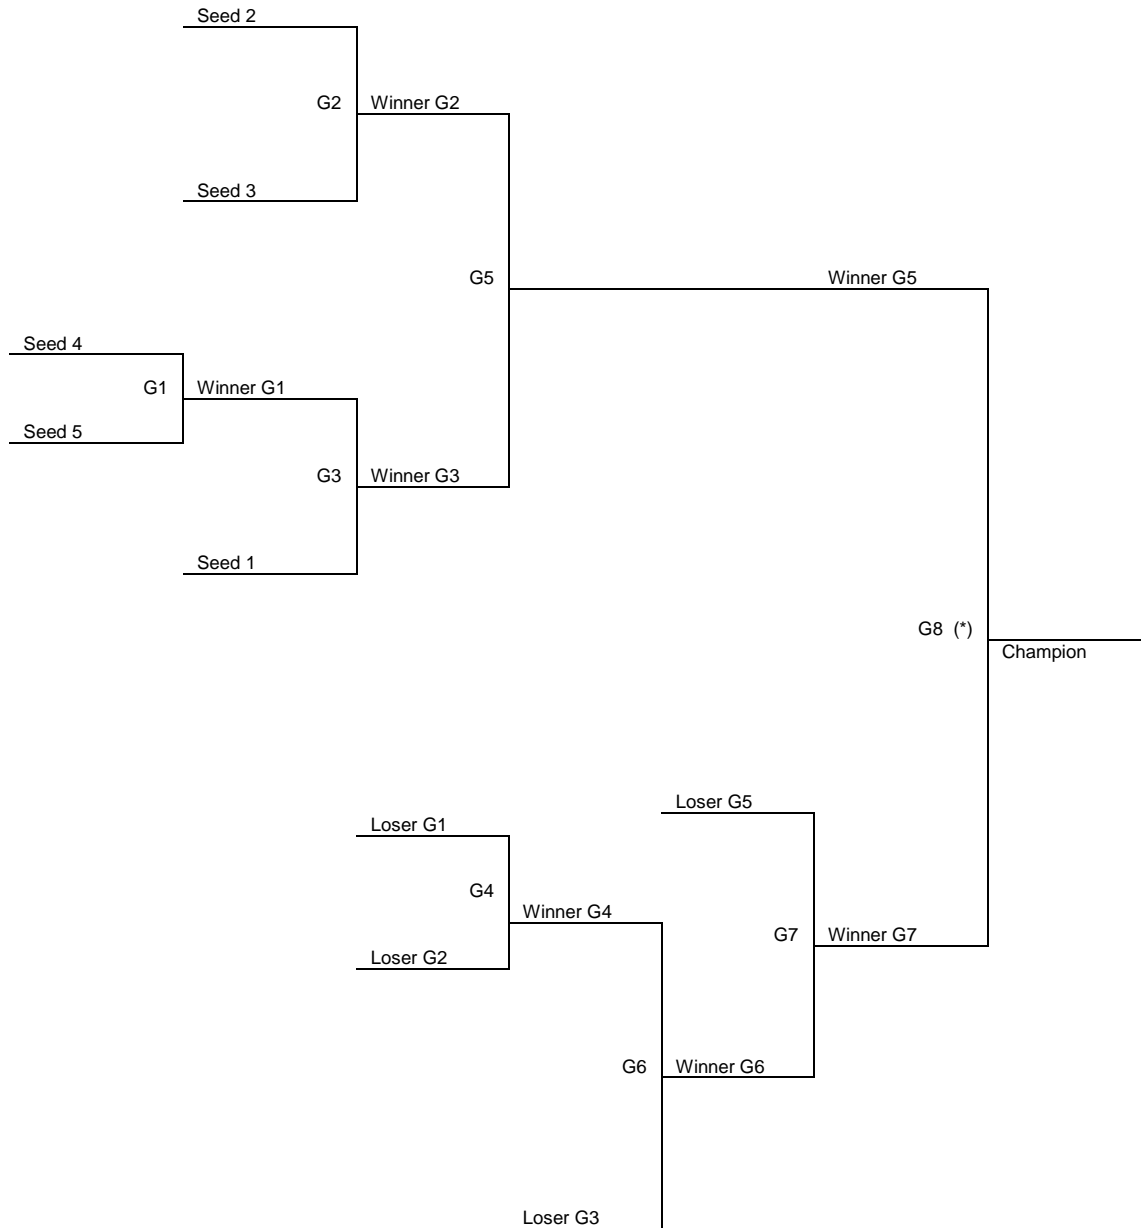 Seed 2
G2 Winner G2
Seed 3
G5 Winner G5
Seed 4
G1 Winner G1
Seed 5
G3 Winner G3
Seed 1
G8 (*)
Champion
Loser G5
Loser G1
G4
Winner G4
G7 Winner G7
Loser G2
G6 Winner G6
Loser G3